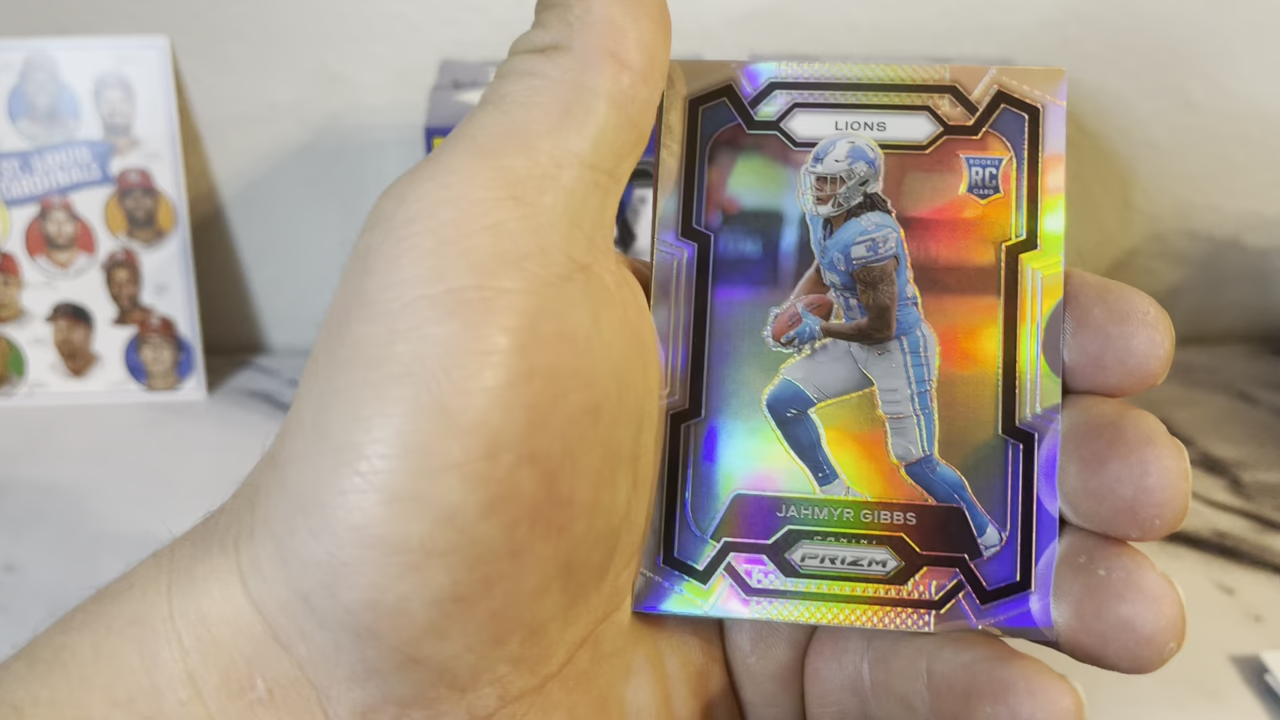 LIONS
ROOKIE
RC
CARD
JAHMYR GIBBS
PANINI
PRIZM
ST. LOUIS
CARDINALS